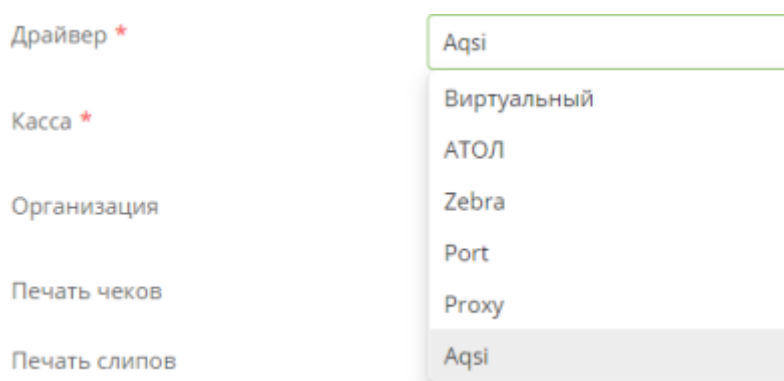 Драйвер *
Aqsi
Виртуальный
Касса *
АТОЛ
Организация
Zebra
Port
Печать чеков
Proxy
Печать слипов
Aqsi